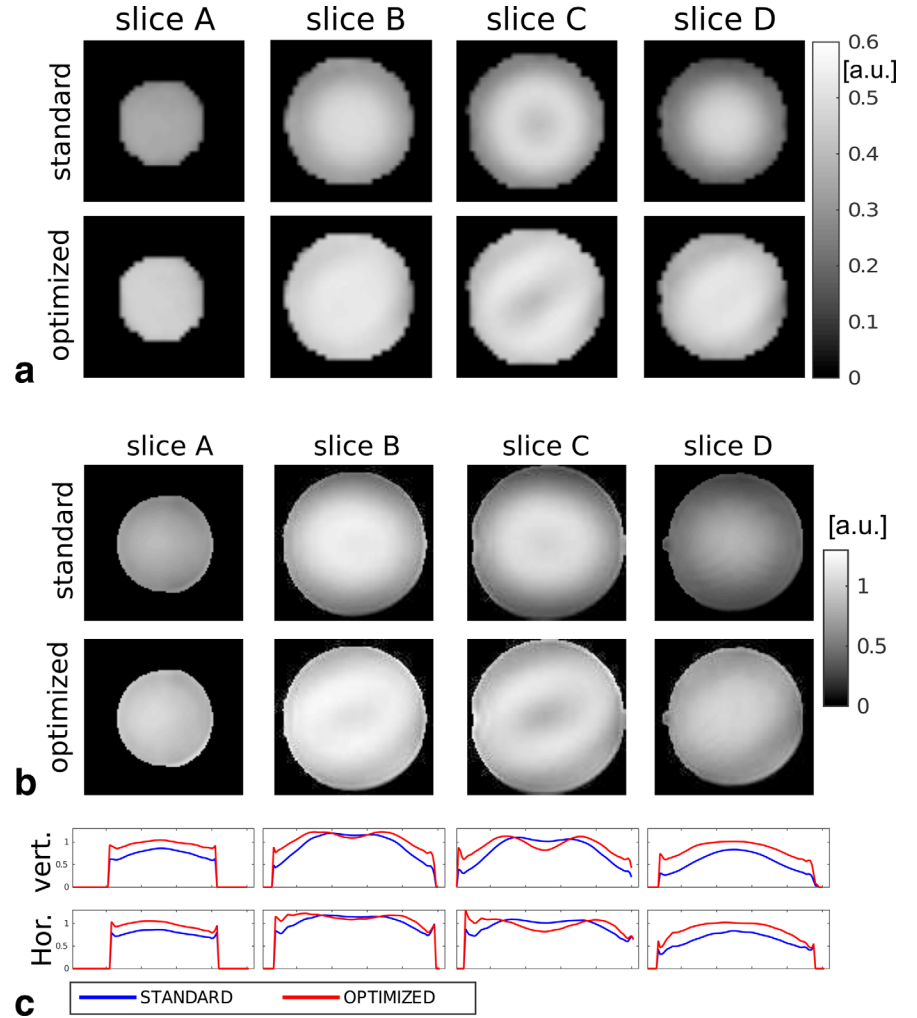 slice A slice B slice C slice D
standard
optimized
0.6
[a.u.]
0.5
0.4
0.3
0.2
0.1
0
a
slice A slice B slice C slice D
standard
optimized
[a.u.]
1
0.5
0
b
vert.
1
0.5
0
Hor.
1
0.5
0
c
STANDARD OPTIMIZED